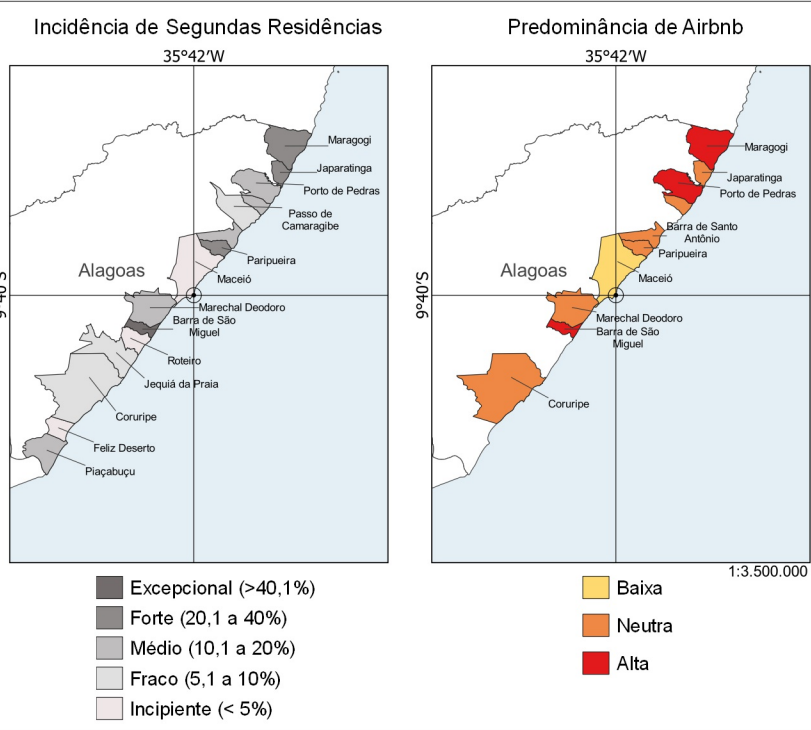 Incidência de Segundas Residências
35°42'W
Maragogi
Japaratinga
Porto de Pedras
Passo de
Camaragibe
Paripueira
Maceió
Alagoas
9°40'S
Marechal Deodoro
Barra de São
Miguel
Roteiro
Jequiá da Praia
Coruripe
Feliz Deserto
Piaçabuçu
Excepcional (>40,1%)
Forte (20,1 a 40%)
Médio (10,1 a 20%)
Fraco (5,1 a 10%)
Incipiente (< 5%)
Predominância de Airbnb
35°42'W
Maragogi
Japaratinga
Porto de Pedras
Barra de Santo
Antônio
Paripueira
Maceió
Alagoas
9°40'S
Marechal Deodoro
Barra de São
Miguel
Coruripe
1:3.500.000
Baixa
Neutra
Alta